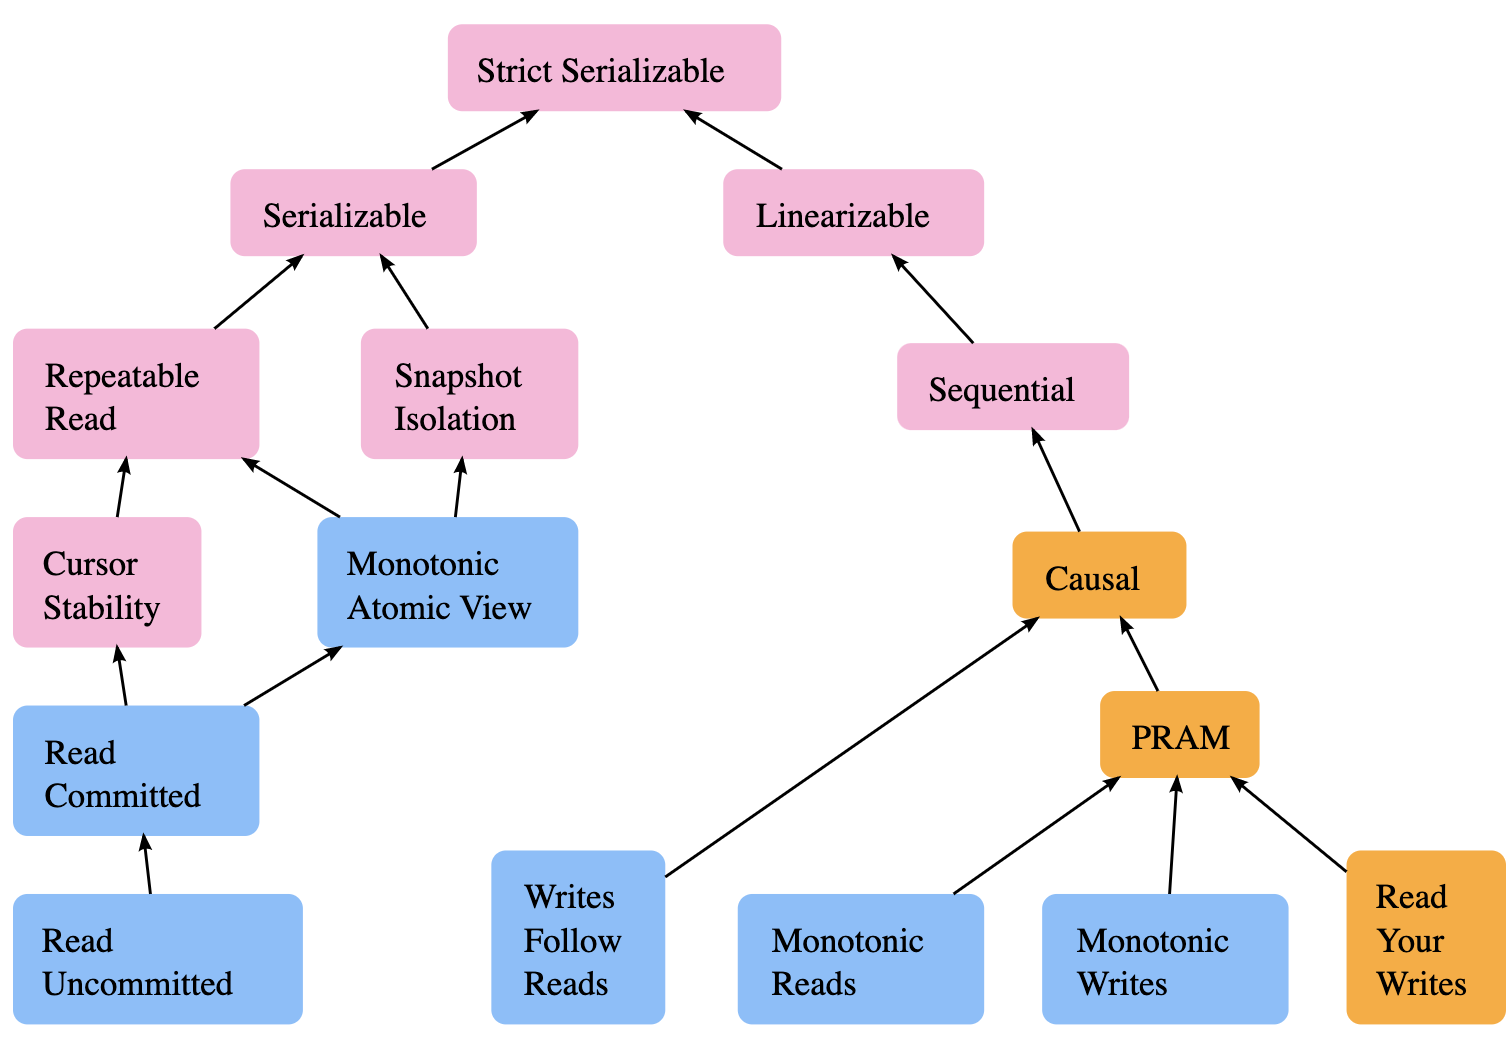 Strict Serializable
Serializable
Linearizable
Repeatable
Read
Snapshot
Isolation
Sequential
Cursor
Stability
Monotonic
Atomic View
Causal
Read
Committed
PRAM
Read
Uncommitted
Writes
Follow
Reads
Monotonic
Reads
Monotonic
Writes
Read
Your
Writes